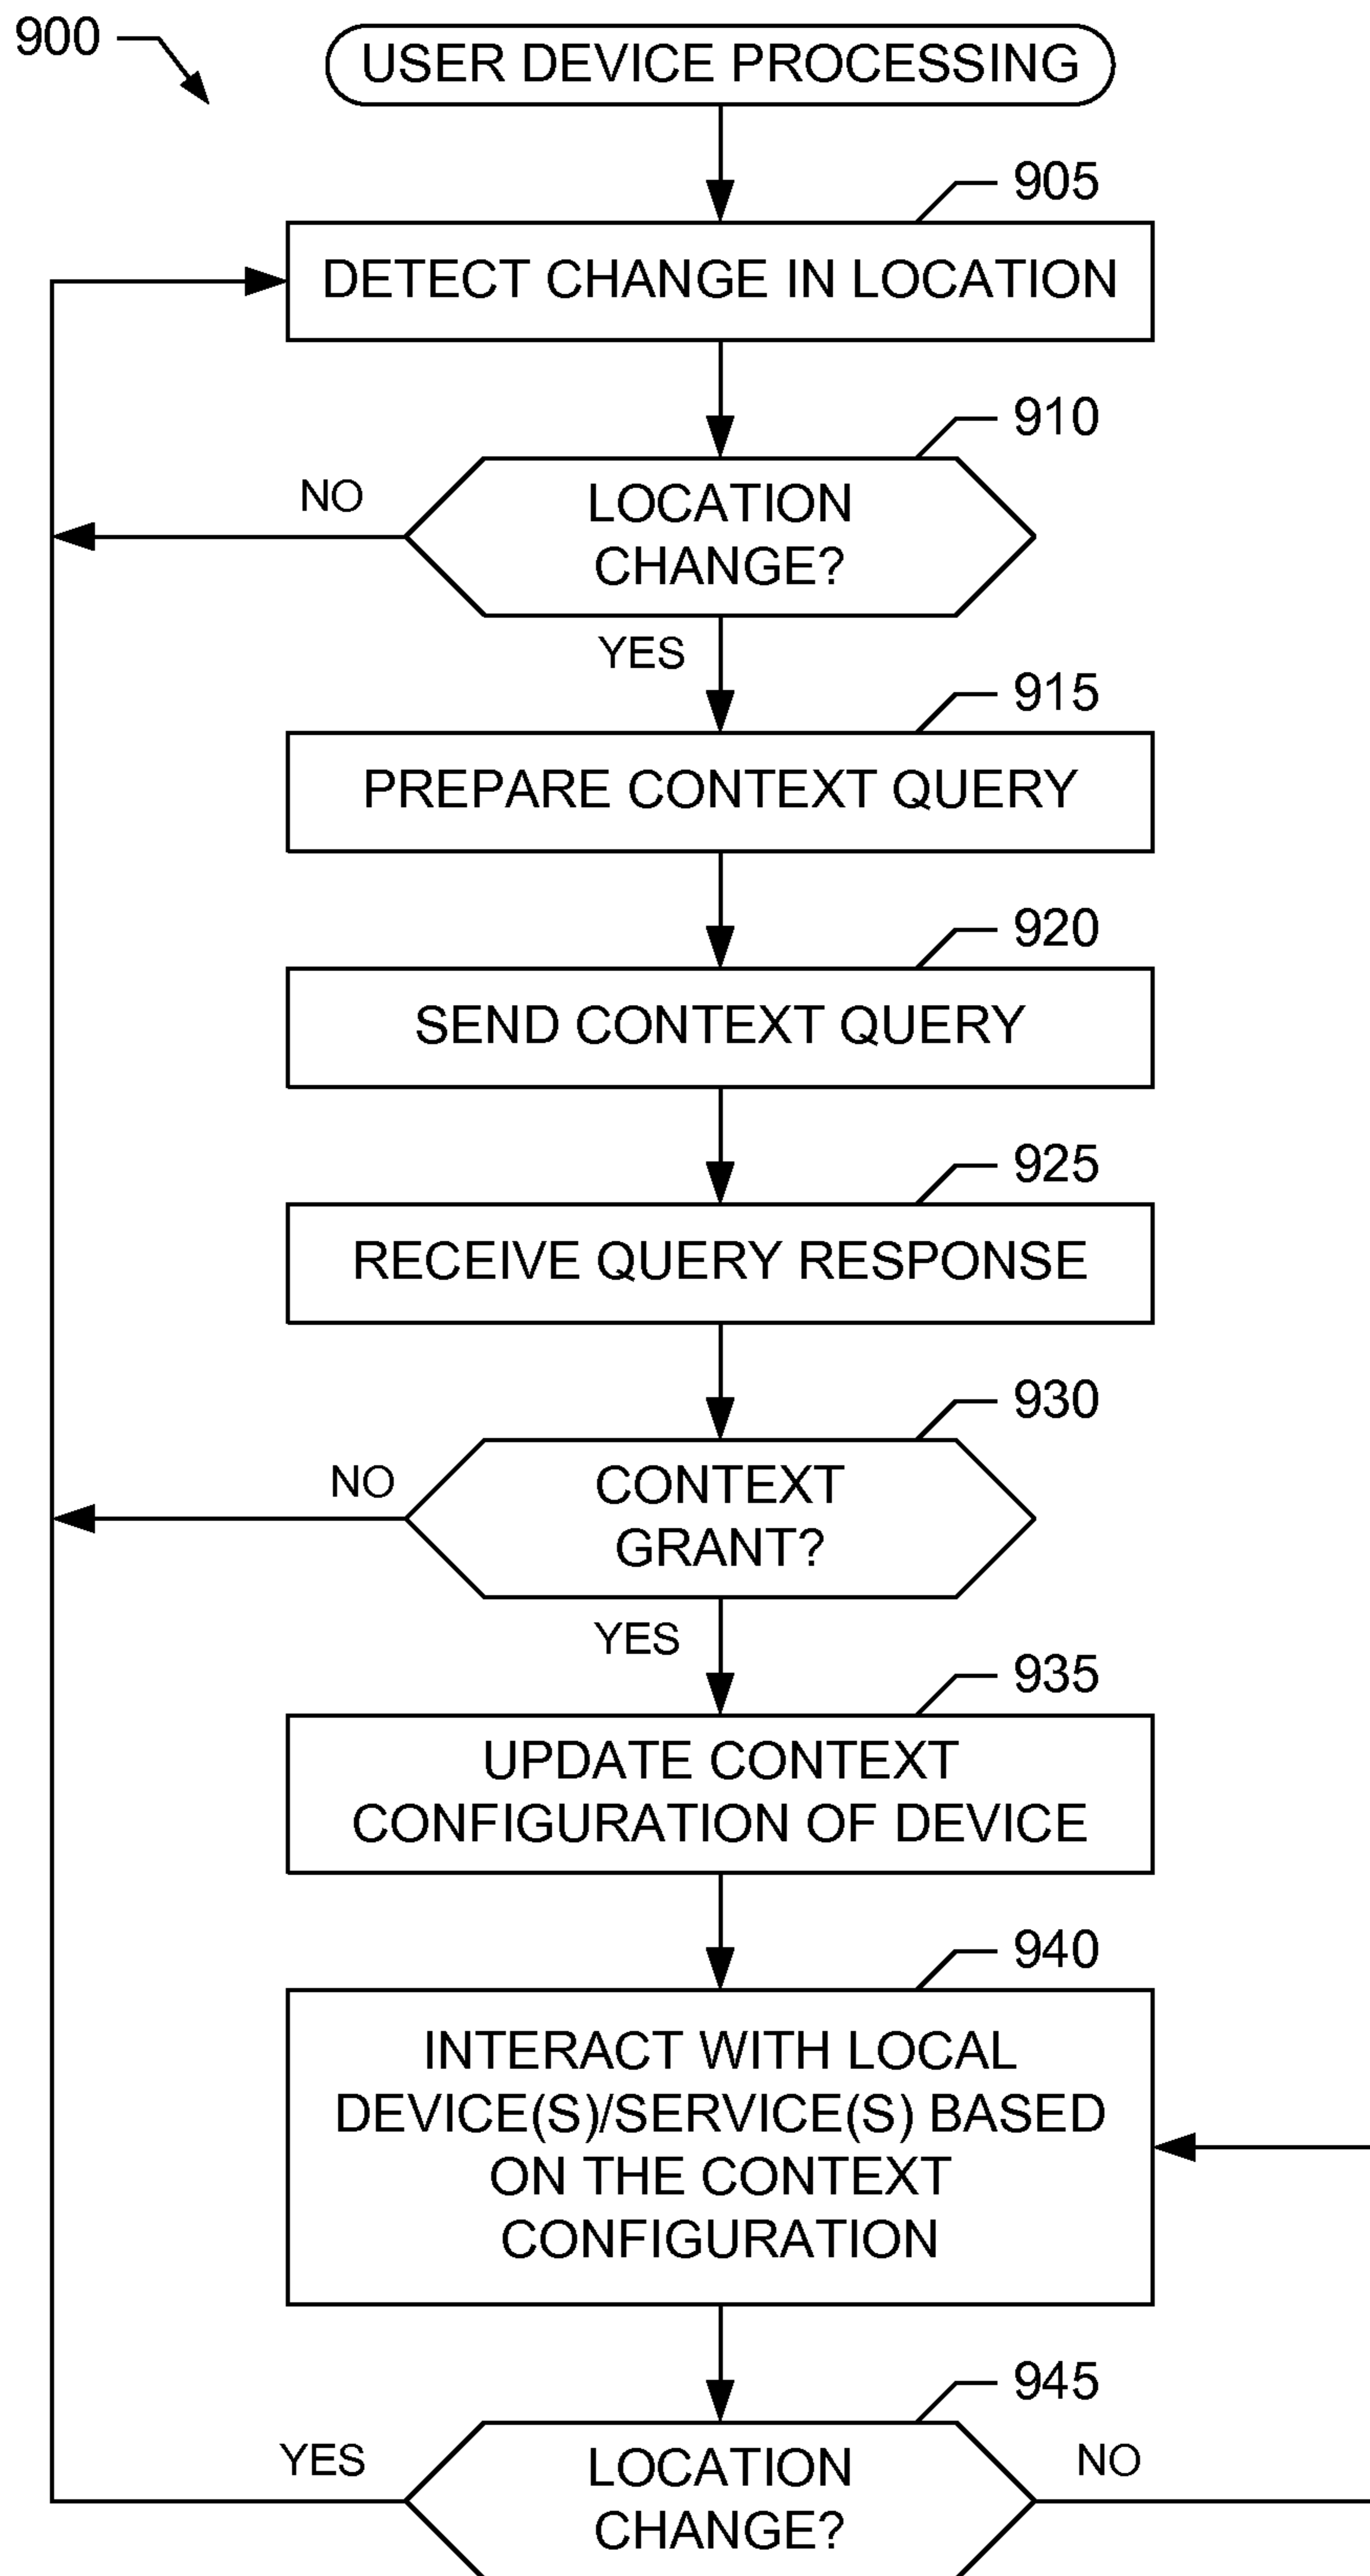 900
USER DEVICE PROCESSING
905
DETECT CHANGE IN LOCATION
910
NO
LOCATION
CHANGE?
YES
915
PREPARE CONTEXT QUERY
920
SEND CONTEXT QUERY
925
RECEIVE QUERY RESPONSE
930
NO
CONTEXT
GRANT?
YES
935
UPDATE CONTEXT
CONFIGURATION OF DEVICE
940
INTERACT WITH LOCAL
DEVICE(S)/SERVICE(S) BASED
ON THE CONTEXT
CONFIGURATION
945
YES
LOCATION
CHANGE?
NO